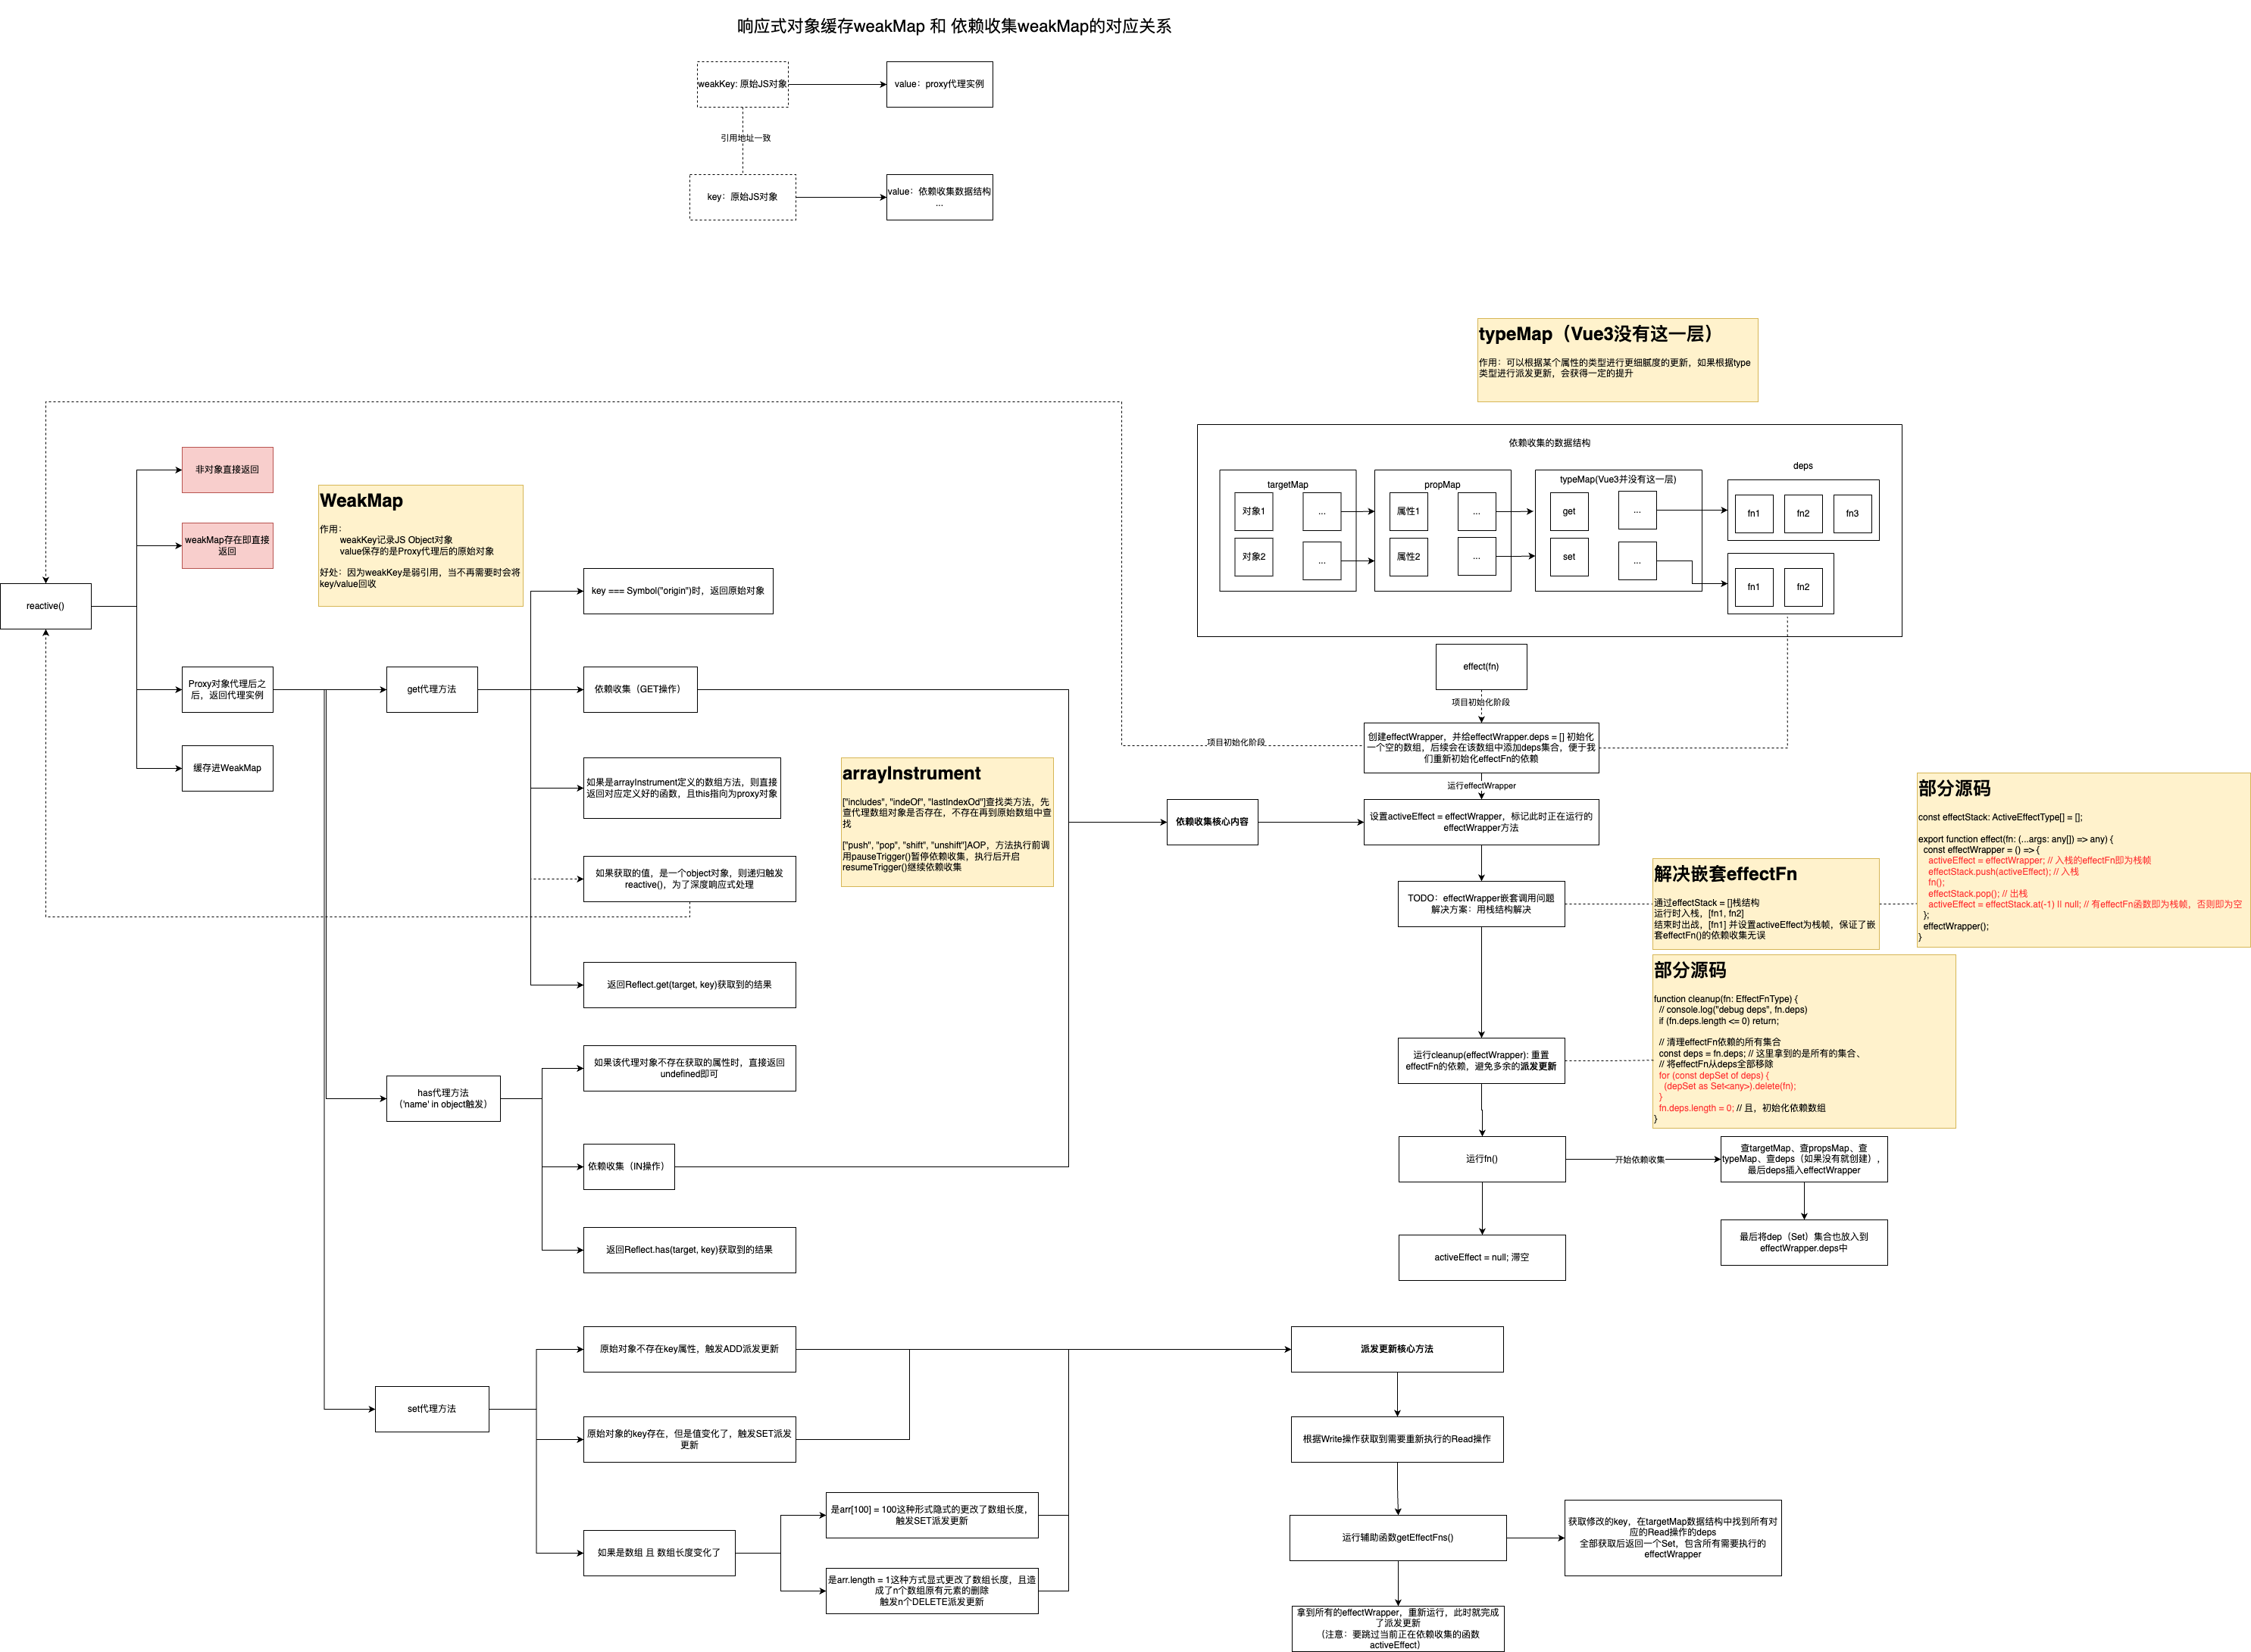 响应式对象缓存weakMap 和 依赖收集weakMap的对应关系
weakKey: 原始JS对象
value：proxy代理实例
引用地址一致
key：原始JS对象
value：依赖收集数据结构
...
typeMap（Vue3没有这一层）
作用：可以根据某个属性的类型进行更细腻度的更新，如果根据type
类型进行派发更新，会获得一定的提升
依赖收集的数据结构
targetMap
对象1
...
对象2
...
propMap
属性1
...
属性2
...
typeMap(Vue3并没有这一层)
get
...
set
...
deps
fn1
fn2
fn3
fn1
fn2
reactive()
非对象直接返回
weakMap存在即直接
返回
Proxy对象代理后之
后，返回代理实例
缓存进WeakMap
WeakMap
作用：
weakKey记录JS Object对象
value保存的是Proxy代理后的原始对象
好处：因为weakKey是弱引用，当不再需要时会将
key/value回收
get代理方法
key === Symbol("origin")时，返回原始对象
依赖收集（GET操作）
如果是arrayInstrument定义的数组方法，则直接
返回对应定义好的函数，且this指向为proxy对象
如果获取的值，是一个object对象，则递归触发
reactive()，为了深度响应式处理
返回Reflect.get(target, key)获取到的结果
arrayInstrument
["includes", "indeOf", "lastIndexOd"]查找类方法，先
查代理数组对象是否存在，不存在再到原始数组中查
找
["push", "pop", "shift", "unshift"]AOP，方法执行前调
用pauseTrigger()暂停依赖收集，执行后开启
resumeTrigger()继续依赖收集
has代理方法
（'name' in object触发）
如果该代理对象不存在获取的属性时，直接返回
undefined即可
依赖收集（IN操作）
返回Reflect.has(target, key)获取到的结果
set代理方法
原始对象不存在key属性，触发ADD派发更新
原始对象的key存在，但是值变化了，触发SET派发
更新
如果是数组 且 数组长度变化了
是arr[100] = 100这种形式隐式的更改了数组长度，
触发SET派发更新
是arr.length = 1这种方式显式更改了数组长度，且造
成了n个数组原有元素的删除
触发n个DELETE派发更新
依赖收集核心内容
effect(fn)
项目初始化阶段
项目初始化阶段
创建effectWrapper，并给effectWrapper.deps = [] 初始化
一个空的数组，后续会在该数组中添加deps集合，便于我
们重新初始化effectFn的依赖
运行effectWrapper
设置activeEffect = effectWrapper，标记此时正在运行的
effectWrapper方法
TODO：effectWrapper嵌套调用问题
解决方案：用栈结构解决
解决嵌套effectFn
通过effectStack = []栈结构
运行时入栈，[fn1, fn2]
结束时出战，[fn1] 并设置activeEffect为栈帧，保证了嵌
套effectFn()的依赖收集无误
部分源码
const effectStack: ActiveEffectType[] = [];
export function effect(fn: (...args: any[]) => any) {
const effectWrapper = () => {
activeEffect = effectWrapper; // 入栈的effectFn即为栈帧
effectStack.push(activeEffect); // 入栈
fn();
effectStack.pop(); // 出栈
activeEffect = effectStack.at(-1) || null; // 有effectFn函数即为栈帧，否则即为空
};
effectWrapper();
}
运行cleanup(effectWrapper): 重置
effectFn的依赖，避免多余的派发更新
部分源码
function cleanup(fn: EffectFnType) {
// console.log("debug deps", fn.deps)
if (fn.deps.length <= 0) return;
// 清理effectFn依赖的所有集合
const deps = fn.deps; // 这里拿到的是所有的集合、
// 将effectFn从deps全部移除
for (const depSet of deps) {
(depSet as Set<any>).delete(fn);
}
fn.deps.length = 0; // 且，初始化依赖数组
}
运行fn()
开始依赖收集
查targetMap、查propsMap、查
typeMap、查deps（如果没有就创建），
最后deps插入effectWrapper
最后将dep（Set）集合也放入到
effectWrapper.deps中
activeEffect = null; 滞空
派发更新核心方法
根据Write操作获取到需要重新执行的Read操作
运行辅助函数getEffectFns()
获取修改的key，在targetMap数据结构中找到所有对
应的Read操作的deps
全部获取后返回一个Set，包含所有需要执行的
effectWrapper
拿到所有的effectWrapper，重新运行，此时就完成
了派发更新
（注意：要跳过当前正在依赖收集的函数
activeEffect）